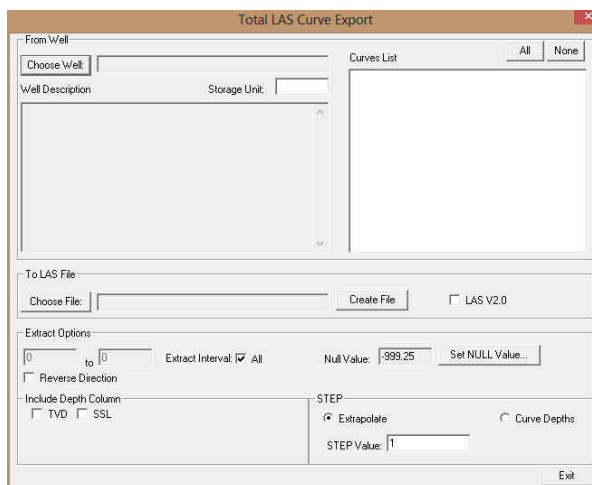 Total LAS Curve Export
From Well
Choose Well:
Curves List
All None
Well Description
Storage Unit:
To LAS File
Choose File:
Create File
LAS V2.0
Extract Options
0 to 0
Extract Interval: All
Null Value: -999.25
Set NULL Value...
Reverse Direction
Include Depth Column
TVD SSL
STEP
Extrapolate
Curve Depths
STEP Value: 1
Exit